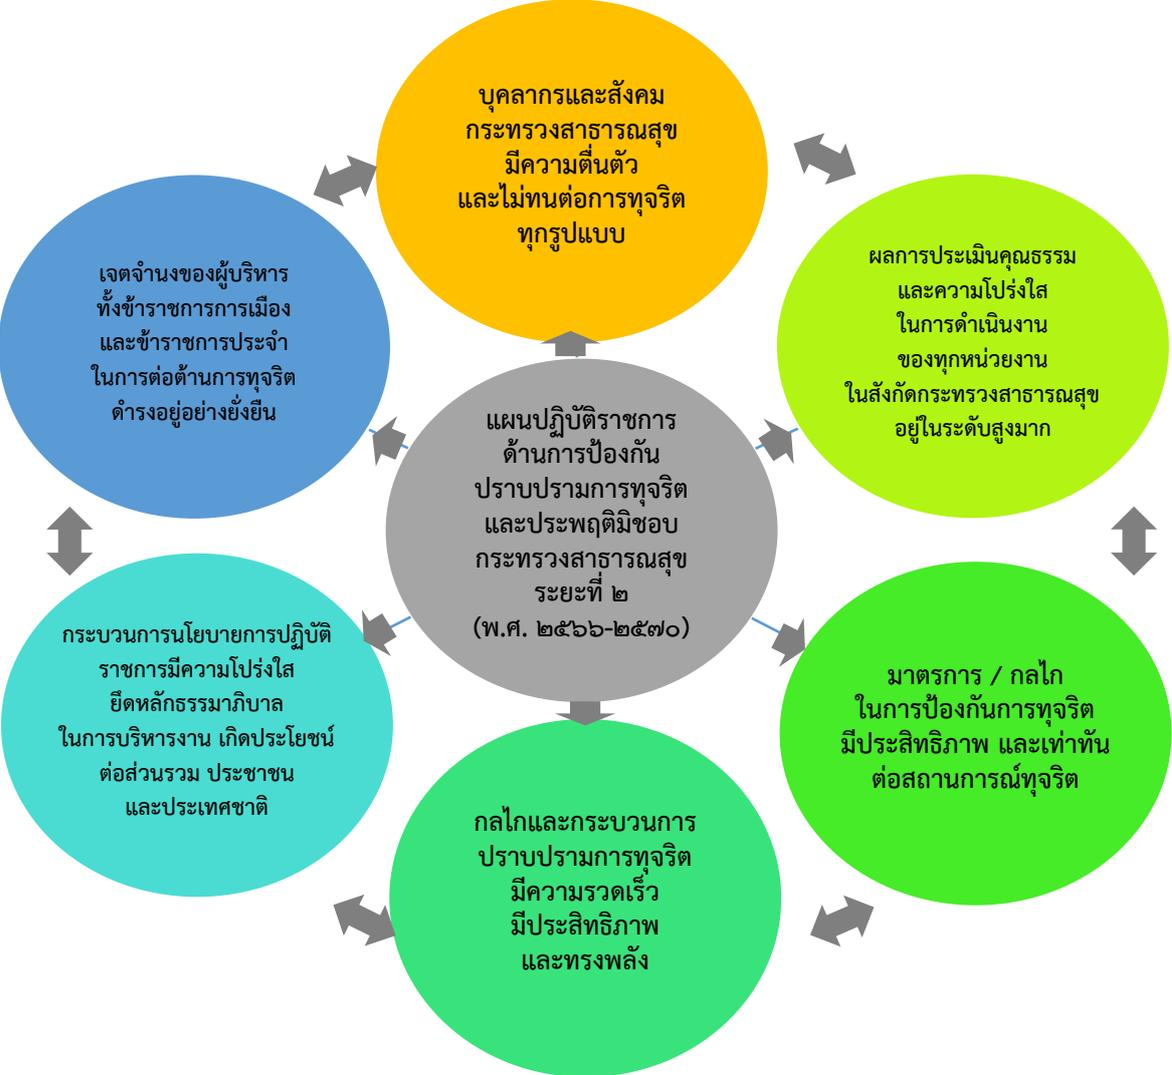 บุคลากรและสังคม
กระทรวงสาธารณสุข
มีความตื่นตัว
และไม่ทนต่อการทุจริต
ทุกรูปแบบ
เจตจำนงของผู้บริหาร
ทั้งข้าราชการการเมือง
และข้าราชการประจำ
ในการต่อต้านการทุจริต
ดำรงอยู่อย่างยั่งยืน
ผลการประเมินคุณธรรม
และความโปร่งใส
ในการดำเนินงาน
ของทุกหน่วยงาน
ในสังกัดกระทรวงสาธารณสุข
อยู่ในระดับสูงมาก
แผนปฏิบัติราชการ
ด้านการป้องกัน
ปราบปรามการทุจริต
และประพฤติมิชอบ
กระทรวงสาธารณสุข
ระยะที่ ๒
(พ.ศ. ๒๕๖๖-๒๕๗๐)
กระบวนการนโยบายการปฏิบัติ
ราชการมีความโปร่งใส
ยึดหลักธรรมาภิบาล
ในการบริหารงาน เกิดประโยชน์
ต่อส่วนรวม ประชาชน
และประเทศชาติ
มาตรการ / กลไก
ในการป้องกันการทุจริต
มีประสิทธิภาพ และเท่าทัน
ต่อสถานการณ์ทุจริต
กลไกและกระบวนการ
ปราบปรามการทุจริต
มีความรวดเร็ว
มีประสิทธิภาพ
และทรงพลัง